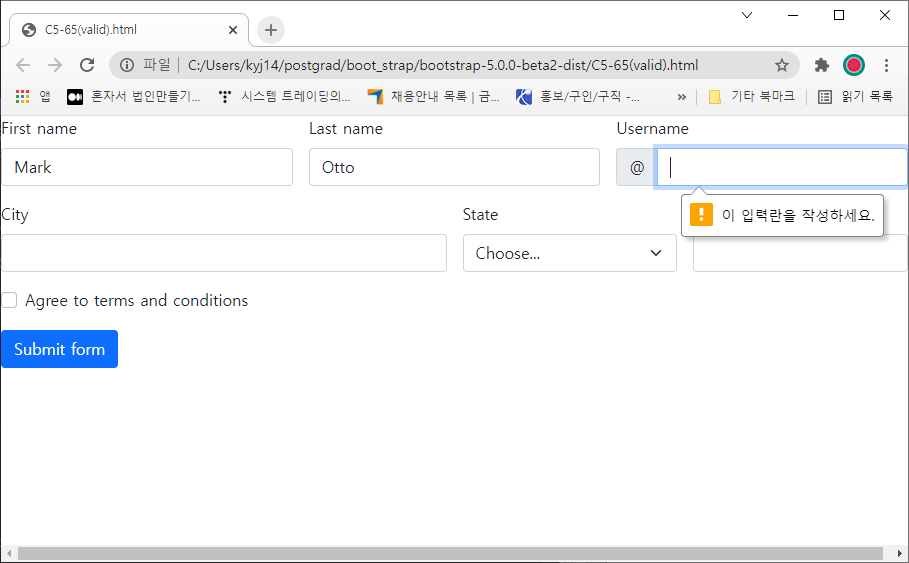 C5-65(valid).html
파일 C:/Users/kyj14/postgrad/boot_strap/bootstrap-5.0.0-beta2-dist/C5-65(valid).html
앱 혼자서 법인만들기... 시스템 트레이딩의... 채용안내 목록 | 금... 홍보/구인/구직 -... » 기타 북마크 읽기 목록
First name Last name Username
Mark Otto @
이 입력란을 작성하세요.
City State
Choose...
Agree to terms and conditions
Submit form